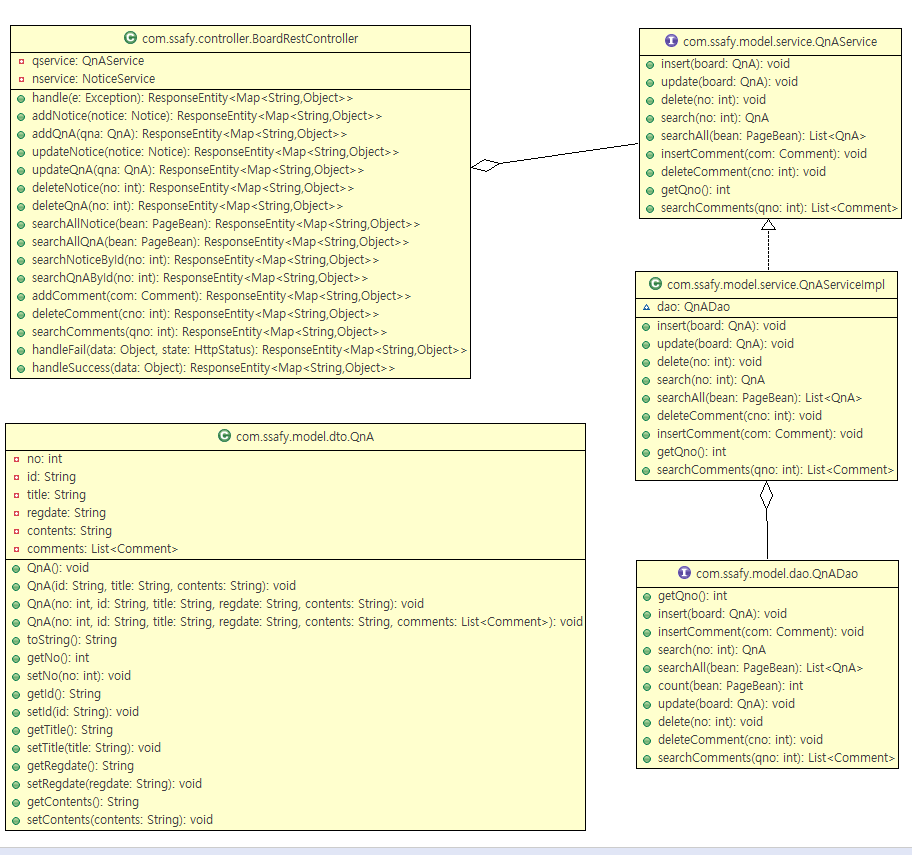 com.ssafy.controller.BoardRestController
qservice: QnAService
nservice: NoticeService
handle(e: Exception): ResponseEntity<Map<String,Object>>
addNotice(notice: Notice): ResponseEntity<Map<String,Object>>
addQnA(qna: QnA): ResponseEntity<Map<String,Object>>
updateNotice(notice: Notice): ResponseEntity<Map<String,Object>>
updateQnA(qna: QnA): ResponseEntity<Map<String,Object>>
deleteNotice(no: int): ResponseEntity<Map<String,Object>>
deleteQnA(no: int): ResponseEntity<Map<String,Object>>
searchAllNotice(bean: PageBean): ResponseEntity<Map<String,Object>>
searchAllQnA(bean: PageBean): ResponseEntity<Map<String,Object>>
searchNoticeById(no: int): ResponseEntity<Map<String,Object>>
searchQnAById(no: int): ResponseEntity<Map<String,Object>>
addComment(com: Comment): ResponseEntity<Map<String,Object>>
deleteComment(cno: int): ResponseEntity<Map<String,Object>>
searchComments(qno: int): ResponseEntity<Map<String,Object>>
handleFail(data: Object, state: HttpStatus): ResponseEntity<Map<String,Object>>
handleSuccess(data: Object): ResponseEntity<Map<String,Object>>
com.ssafy.model.service.QnAService
insert(board: QnA): void
update(board: QnA): void
delete(no: int): void
search(no: int): QnA
searchAll(bean: PageBean): List<QnA>
insertComment(com: Comment): void
deleteComment(cno: int): void
getQno(): int
searchComments(qno: int): List<Comment>
com.ssafy.model.service.QnAServiceImpl
dao: QnADao
insert(board: QnA): void
update(board: QnA): void
delete(no: int): void
search(no: int): QnA
searchAll(bean: PageBean): List<QnA>
deleteComment(cno: int): void
insertComment(com: Comment): void
getQno(): int
searchComments(qno: int): List<Comment>
com.ssafy.model.dto.QnA
no: int
id: String
title: String
regdate: String
contents: String
comments: List<Comment>
QnA(): void
QnA(id: String, title: String, contents: String): void
QnA(no: int, id: String, title: String, regdate: String, contents: String): void
QnA(no: int, id: String, title: String, regdate: String, contents: String, comments: List<Comment>): void
toString(): String
getNo(): int
setNo(no: int): void
getId(): String
setId(id: String): void
getTitle(): String
setTitle(title: String): void
getRegdate(): String
setRegdate(regdate: String): void
getContents(): String
setContents(contents: String): void
com.ssafy.model.dao.QnADao
getQno(): int
insert(board: QnA): void
insertComment(com: Comment): void
search(no: int): QnA
searchAll(bean: PageBean): List<QnA>
count(bean: PageBean): int
update(board: QnA): void
delete(no: int): void
deleteComment(cno: int): void
searchComments(qno: int): List<Comment>